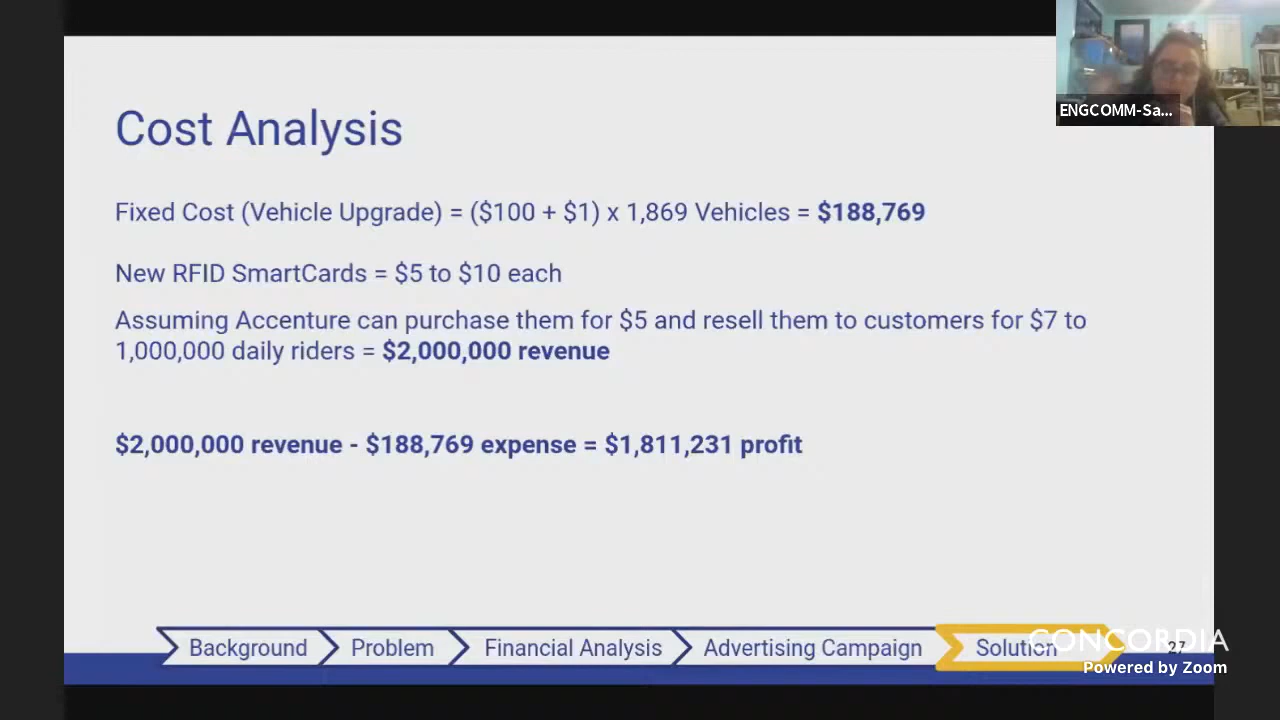 ENGCOMM-Sa...
Cost Analysis
Fixed Cost (Vehicle Upgrade) = ($100 + $1) x 1,869 Vehicles = $188,769
New RFID SmartCards = $5 to $10 each
Assuming Accenture can purchase them for $5 and resell them to customers for $7 to
1,000,000 daily riders = $2,000,000 revenue
$2,000,000 revenue - $188,769 expense = $1,811,231 profit
Background
Problem
Financial Analysis
Advertising Campaign
Solution
27
CONCORDIA
Powered by Zoom